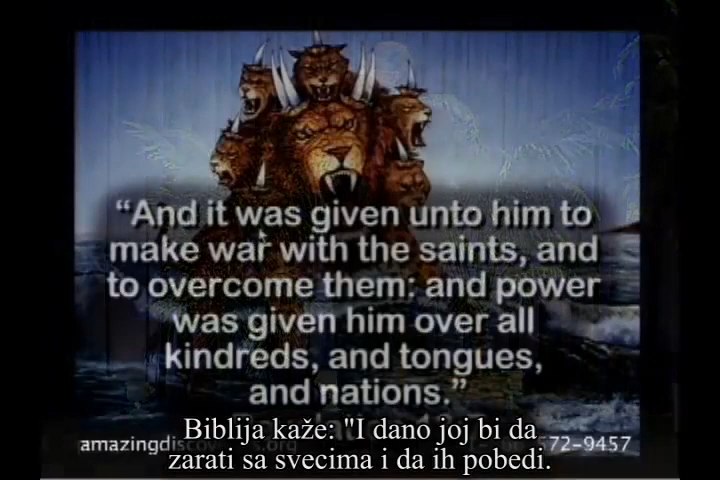 “And it was given unto him to
make war with the saints, and
to overcome them: and power
was given him over all
kindreds, and tongues,
and nations.”
Biblija kaže: "I dano joj bi da
zarati sa svecima i da ih pobedi.
72-9457